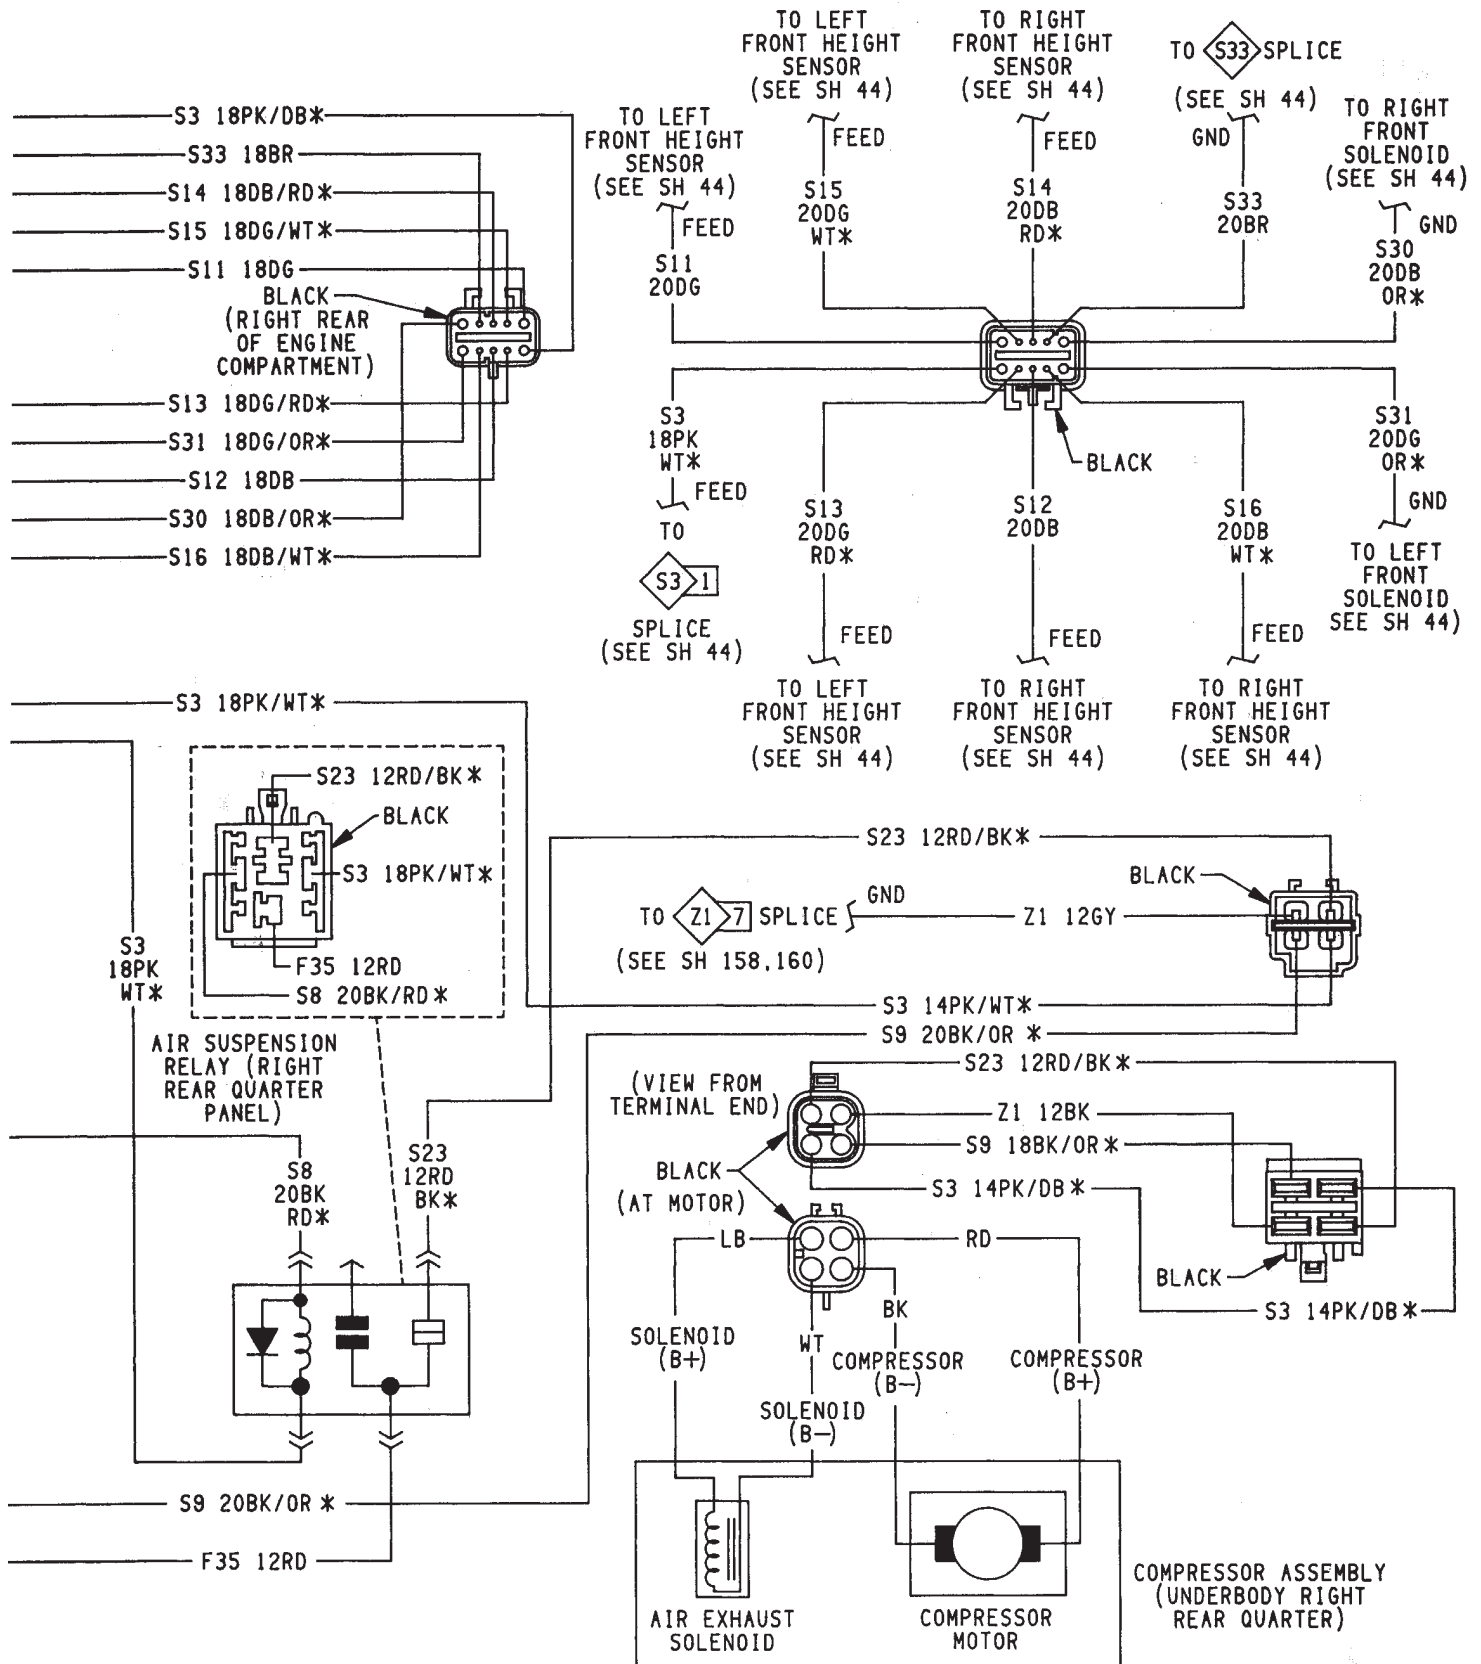 TO LEFT
FRONT HEIGHT
SENSOR
(SEE SH 44)
FEED
S15
20DG
WT*
TO RIGHT
FRONT HEIGHT
SENSOR
(SEE SH 44)
FEED
S14
20DB
RD*
TO S33 SPLICE
(SEE SH 44)
GND
S33
20BR
TO RIGHT
FRONT
SOLENOID
(SEE SH 44)
GND
S30
20DB
OR*
TO LEFT
FRONT HEIGHT
SENSOR
(SEE SH 44)
FEED
S11
20DG
S3 18PK/DB*
S33 18BR
S14 18DB/RD*
S15 18DG/WT*
S11 18DG
BLACK
(RIGHT REAR
OF ENGINE
COMPARTMENT)
S13 18DG/RD*
S31 18DG/OR*
S12 18DB
S30 18DB/OR*
S16 18DB/WT*
S3
18PK
WT*
FEED
TO
S3 1
SPLICE
(SEE SH 44)
BLACK
S13
20DG
RD*
FEED
TO LEFT
FRONT HEIGHT
SENSOR
(SEE SH 44)
S12
20DB
FEED
TO RIGHT
FRONT HEIGHT
SENSOR
(SEE SH 44)
S16
20DB
WT*
FEED
TO RIGHT
FRONT HEIGHT
SENSOR
(SEE SH 44)
S31
20DG
OR*
GND
TO LEFT
FRONT
SOLENOID
SEE SH 44)
S3 18PK/WT*
S23 12RD/BK*
BLACK
S3 18PK/WT*
F35 12RD
S8 20BK/RD*
S3
18PK
WT*
AIR SUSPENSION
RELAY (RIGHT
REAR QUARTER
PANEL)
S23 12RD/BK*
BLACK
TO Z1 7 SPLICE
GND
Z1 12GY
(SEE SH 158,160)
S3 14PK/WT*
S9 20BK/OR *
S23 12RD/BK*
(VIEW FROM
TERMINAL END)
Z1 12BK
S9 18BK/OR*
BLACK
(AT MOTOR)
S3 14PK/DB*
S8
20BK
RD*
S23
12RD
BK*
LB
RD
BLACK
S3 14PK/DB*
BK
WT
SOLENOID
(B+)
COMPRESSOR
(B-)
COMPRESSOR
(B+)
SOLENOID
(B-)
S9 20BK/OR *
F35 12RD
AIR EXHAUST
SOLENOID
COMPRESSOR
MOTOR
COMPRESSOR ASSEMBLY
(UNDERBODY RIGHT
REAR QUARTER)